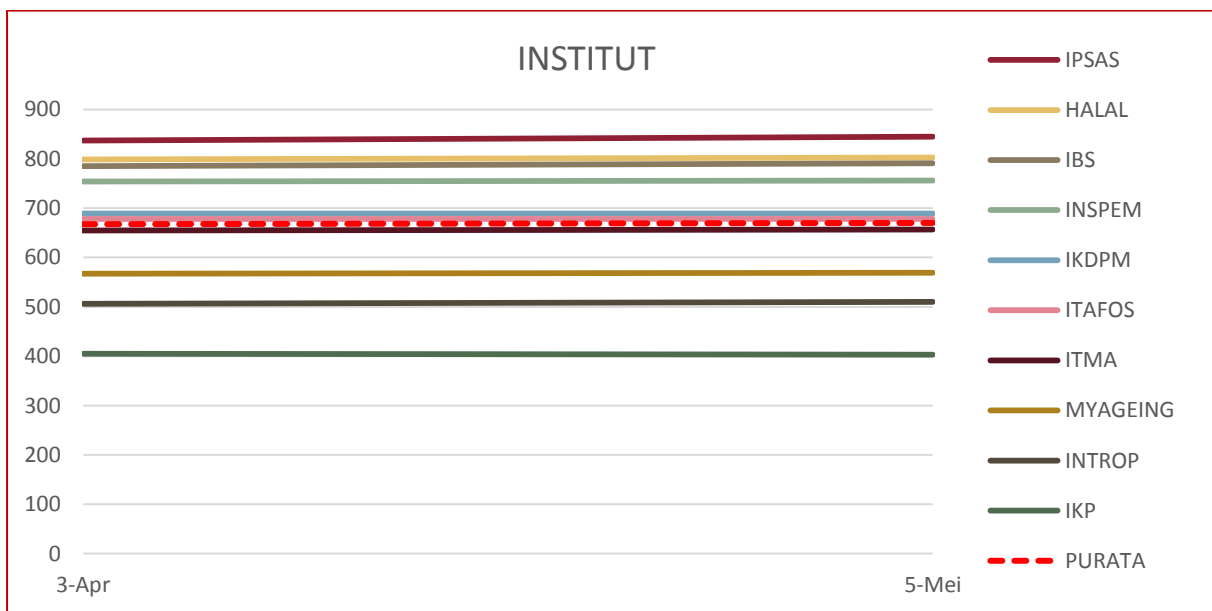 INSTITUT
900
800
700
600
500
400
300
200
100
0
3-Apr
5-Mei
IPSAS
HALAL
IBS
INSPEM
IKDPM
ITAFOS
ITMA
MYAGEING
INTROP
IKP
PURATA